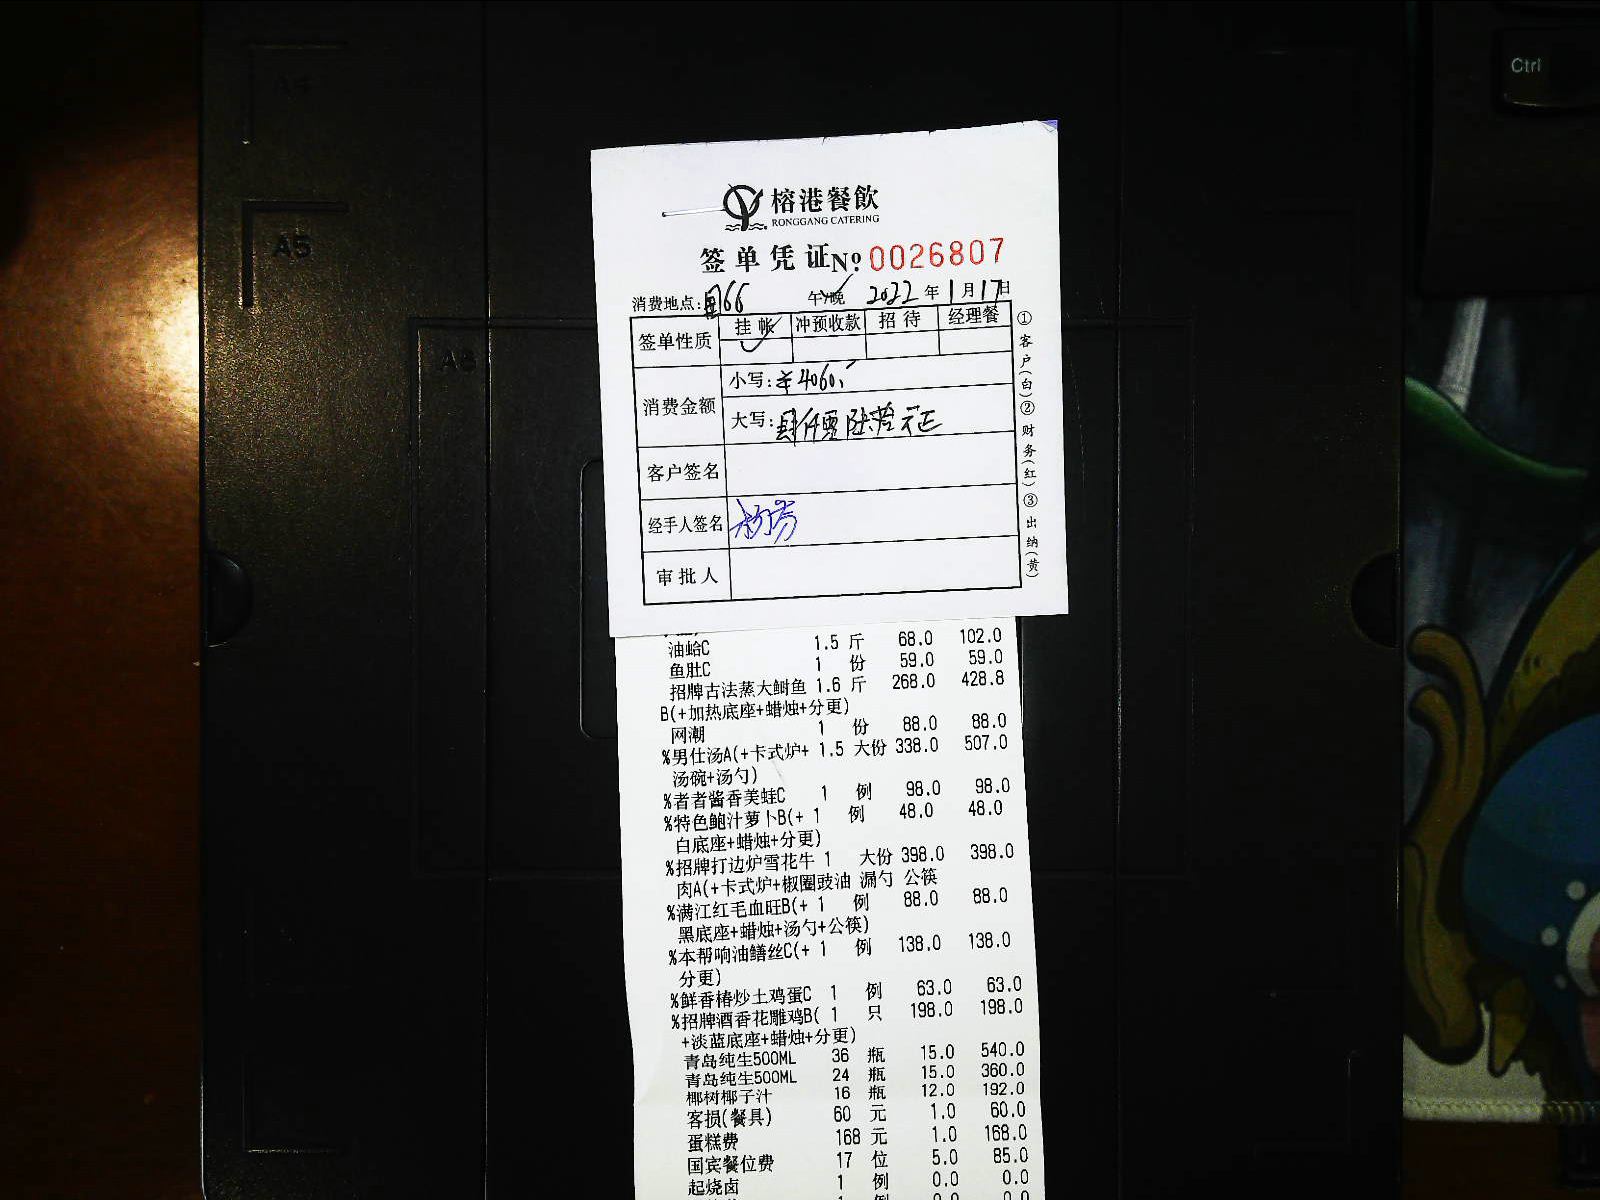 Ctrl
A5
榕港餐飲
RONGGANG CATERING
签单凭证№ 0026807
消费地点:国66 午\晚 2022年1月17日
签单性质 挂帐 冲预收款 招待 经理餐
消费金额 小写:¥4060.
大写:肆仟零陆拾元正
客户签名
经手人签名
审批人
①客户(白)②财务(红)③出纳(黄)
油蛤C 1.5 斤 68.0 102.0
鱼肚C 1 份 59.0 59.0
招牌古法蒸大鲥鱼 1.6 斤 268.0 428.8
B(+加热底座+蜡烛+分更)
网潮 1 份 88.0 88.0
%男仕汤A(+卡式炉+ 1.5 大份 338.0 507.0
汤碗+汤勺)
%者者酱香美蛙C 1 例 98.0 98.0
%特色鲍汁萝卜B(+ 1 例 48.0 48.0
白底座+蜡烛+分更)
%招牌打边炉雪花牛 1 大份 398.0 398.0
肉A(+卡式炉+椒圈豉油 漏勺 公筷
%满江红毛血旺B(+ 1 例 88.0 88.0
黑底座+蜡烛+汤勺+公筷)
%本帮响油鳝丝C(+ 1 例 138.0 138.0
分更)
%鲜香椿炒土鸡蛋C 1 例 63.0 63.0
%招牌酒香花雕鸡B( 1 只 198.0 198.0
+淡蓝底座+蜡烛+分更)
青岛纯生500ML 36 瓶 15.0 540.0
青岛纯生500ML 24 瓶 15.0 360.0
椰树椰子汁 16 瓶 12.0 192.0
客损(餐具) 60 元 1.0 60.0
蛋糕费 168 元 1.0 168.0
国宾餐位费 17 位 5.0 85.0
起烧卤 1 例 0.0 0.0